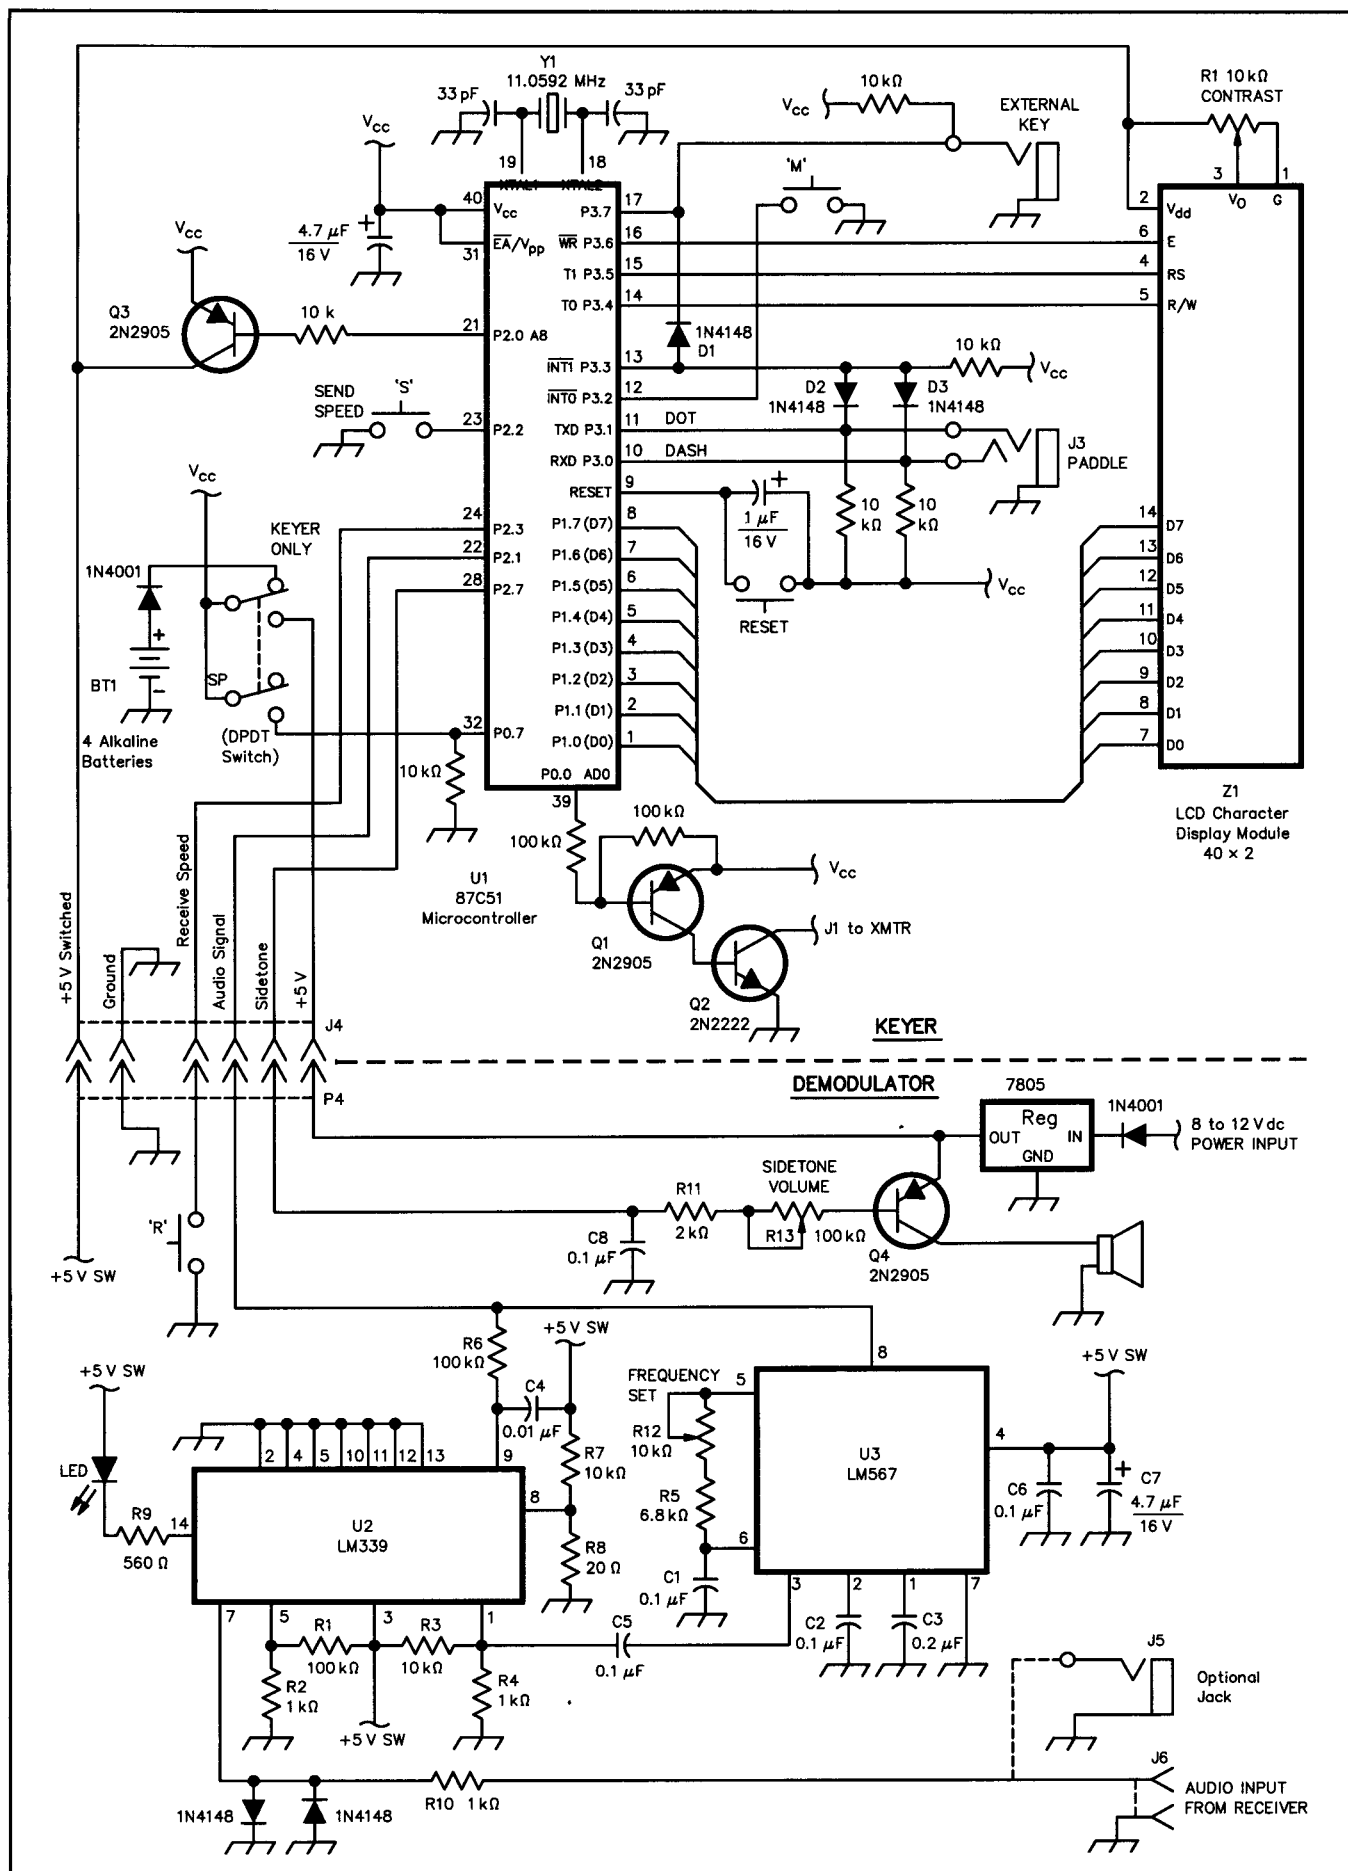 Y1
11.0592 MHz
33 pF
33 pF
10 kΩ
R1 10 kΩ
CONTRAST
Vcc
EXTERNAL
KEY
Vcc
19
18
'M'
3
1
XTAL1
XTAL2
40
Vcc
P3.7
17
2
Vdd
VO
G
4.7 µF
16 V
+
31
EA/Vpp
WR P3.6
16
6
E
Vcc
T1 P3.5
15
4
RS
T0 P3.4
14
5
R/W
Q3
2N2905
10 k
21
P2.0 A8
1N4148
D1
INT1 P3.3
13
10 kΩ
Vcc
SEND
SPEED
'S'
INT0 P3.2
12
D2
1N4148
D3
1N4148
23
P2.2
TXD P3.1
11
DOT
RXD P3.0
10
DASH
J3
PADDLE
Vcc
RESET
9
+
1 µF
16 V
10
kΩ
10
kΩ
24
P2.3
P1.7 (D7)
8
14
D7
KEYER
ONLY
22
P2.1
P1.6 (D6)
7
13
D6
1N4001
28
P2.7
P1.5 (D5)
6
Vcc
12
D5
P1.4 (D4)
5
RESET
11
D4
+
P1.3 (D3)
4
10
D3
BT1
-
SP
P1.2 (D2)
3
9
D2
P1.1 (D1)
2
8
D1
4 Alkaline
Batteries
(DPDT
Switch)
32
P0.7
P1.0 (D0)
1
7
D0
10 kΩ
P0.0 AD0
39
Z1
LCD Character
Display Module
40 × 2
100 kΩ
100 kΩ
U1
87C51
Microcontroller
Vcc
Q1
2N2905
J1 to XMTR
Q2
2N2222
+5 V Switched
Ground
Receive Speed
Audio Signal
Sidetone
+5 V
J4
KEYER
P4
DEMODULATOR
7805
Reg
OUT
IN
GND
1N4001
8 to 12 V dc
POWER INPUT
SIDETONE
VOLUME
R11
2 kΩ
R13
100 kΩ
'R'
C8
0.1 µF
Q4
2N2905
+5 V SW
R6
100 kΩ
+5 V SW
8
+5 V SW
+5 V SW
FREQUENCY
SET
5
C4
0.01 µF
R12
10 kΩ
U3
LM567
4
2
4
5
10
11
12
13
9
R7
10 kΩ
LED
R5
6.8 kΩ
C6
0.1 µF
+
C7
4.7 µF
16 V
R9
560 Ω
14
U2
LM339
8
R8
20 Ω
6
C1
0.1 µF
3
2
1
7
7
5
3
1
R1
100 kΩ
R3
10 kΩ
C5
0.1 µF
C2
0.1 µF
C3
0.2 µF
R2
1 kΩ
R4
1 kΩ
+5 V SW
J5
Optional
Jack
J6
1N4148
1N4148
R10 1 kΩ
AUDIO INPUT
FROM RECEIVER